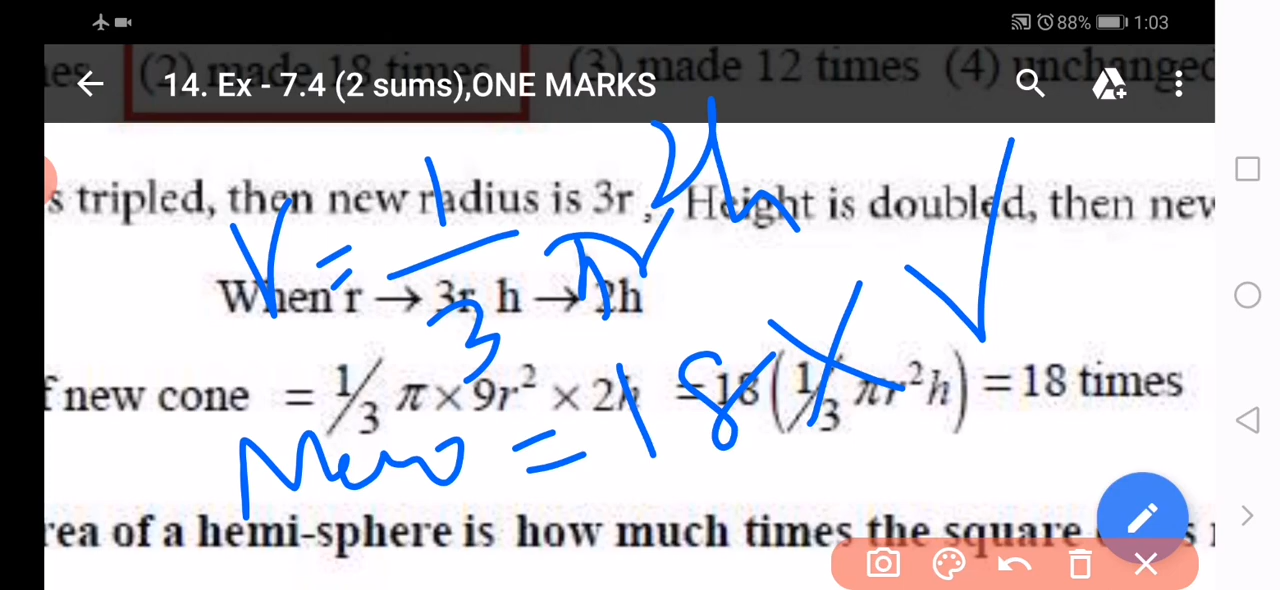 88% 1:03
(2) made 18 times (3) made 12 times (4) unchanged
14. Ex - 7.4 (2 sums),ONE MARKS
s tripled, then new radius is 3r , Height is doubled, then new
When r → 3r, h → 2h
f new cone = 1/3 π × 9r² × 2h = 18 (1/3 πr²h) = 18 times
V = 1/3 πr²h
New = 18 × V
rea of a hemi-sphere is how much times the square